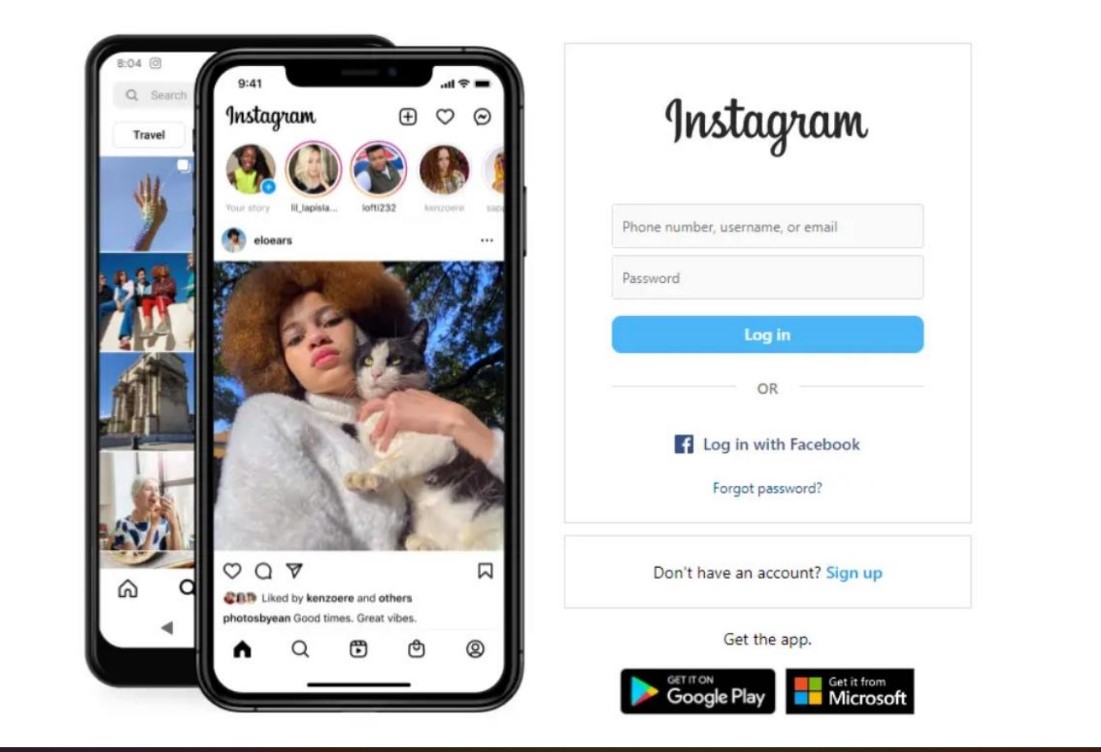 8:04
Search
Travel
9:41
Instagram
Your story
lil_lapisla...
lofti232
kenzoere
sapp
eloears
Liked by kenzoere and others
photosbyean Good times. Great vibes.
Instagram
Phone number, username, or email
Password
Log in
OR
Log in with Facebook
Forgot password?
Don't have an account? Sign up
Get the app.
GET IT ON
Google Play
Get it from
Microsoft